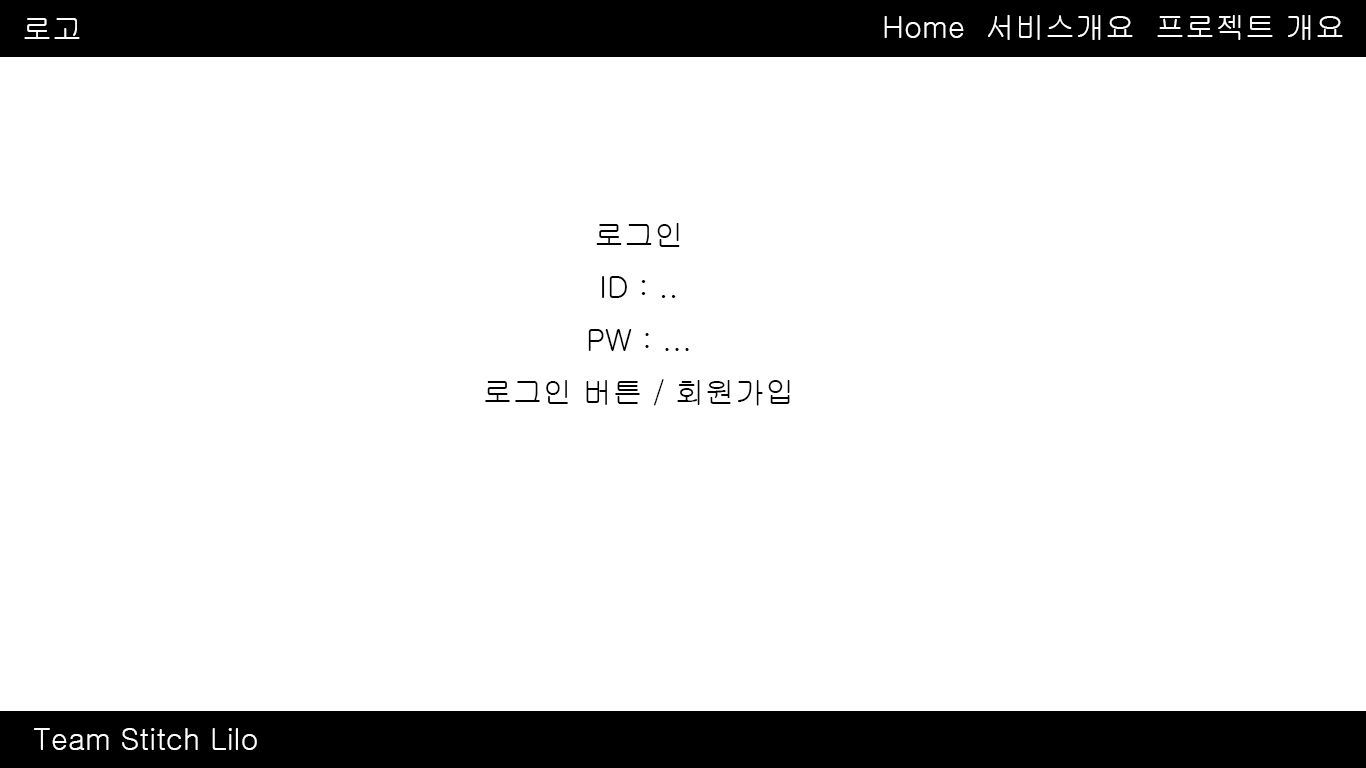 로고
Home 서비스개요 프로젝트 개요
로그인
ID : ..
PW : ...
로그인 버튼 / 회원가입
Team Stitch Lilo